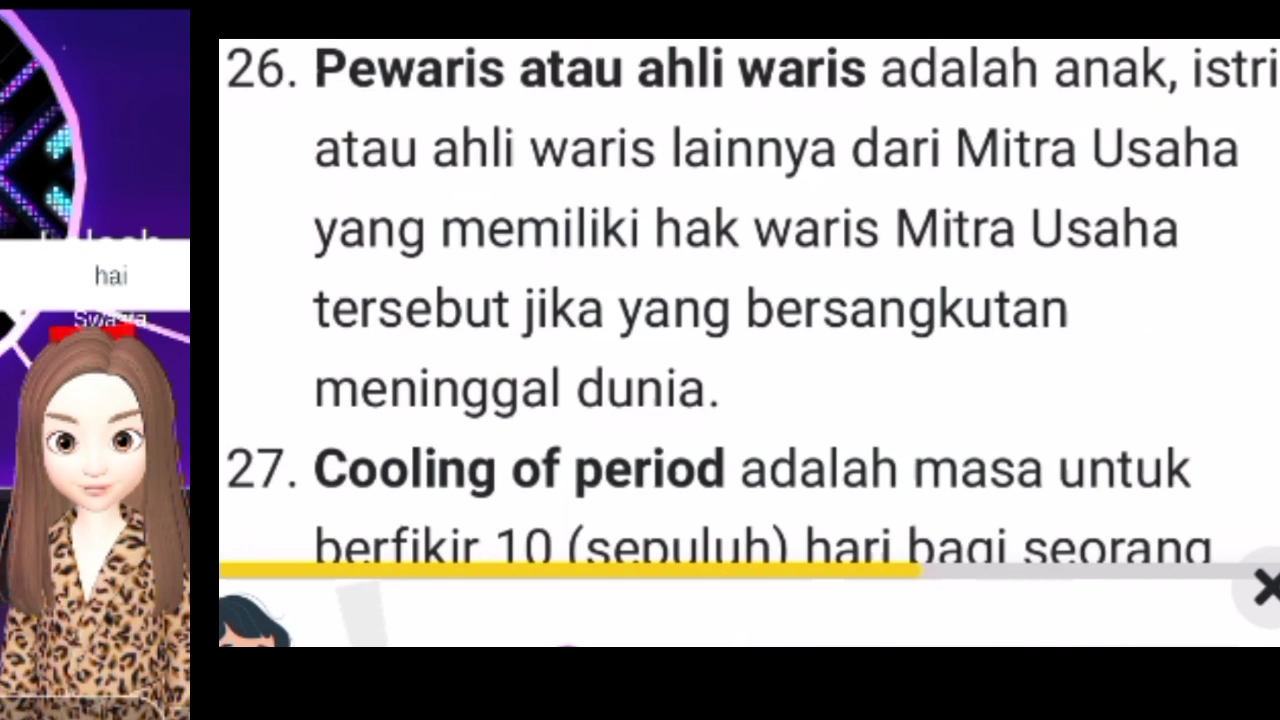 hai
26. Pewaris atau ahli waris adalah anak, istri
atau ahli waris lainnya dari Mitra Usaha
yang memiliki hak waris Mitra Usaha
tersebut jika yang bersangkutan
meninggal dunia.
27. Cooling of period adalah masa untuk
berfikir 10 (sepuluh) hari bagi seorang